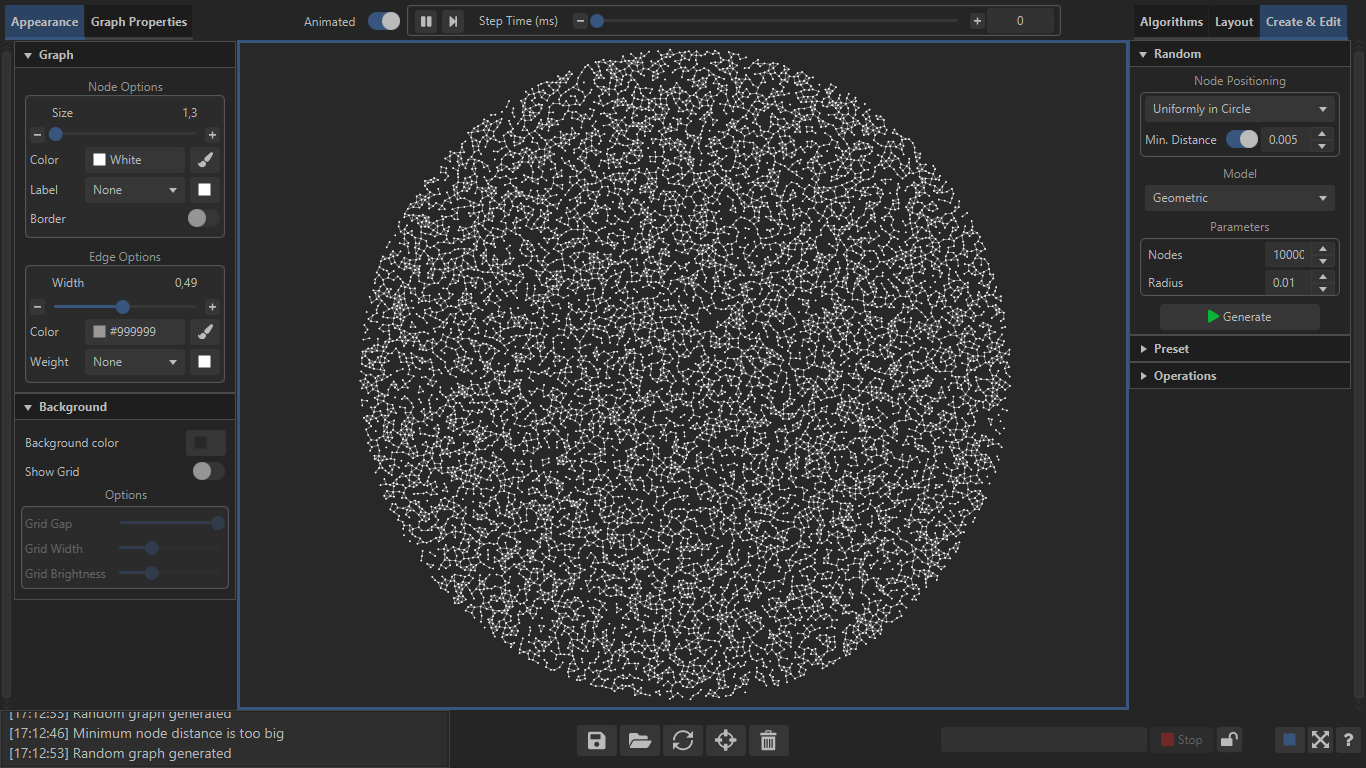 Appearance
Graph Properties
Animated
Step Time (ms)
0
Algorithms
Layout
Create & Edit
Graph
Node Options
Size 1,3
Color White
Label None
Border
Edge Options
Width 0,49
Color #999999
Weight None
Background
Background color
Show Grid
Options
Grid Gap
Grid Width
Grid Brightness
Random
Node Positioning
Uniformly in Circle
Min. Distance 0.005
Model
Geometric
Parameters
Nodes 10000
Radius 0.01
Generate
Preset
Operations
[17:12:53] Random graph generated
[17:12:46] Minimum node distance is too big
[17:12:53] Random graph generated
Stop
?